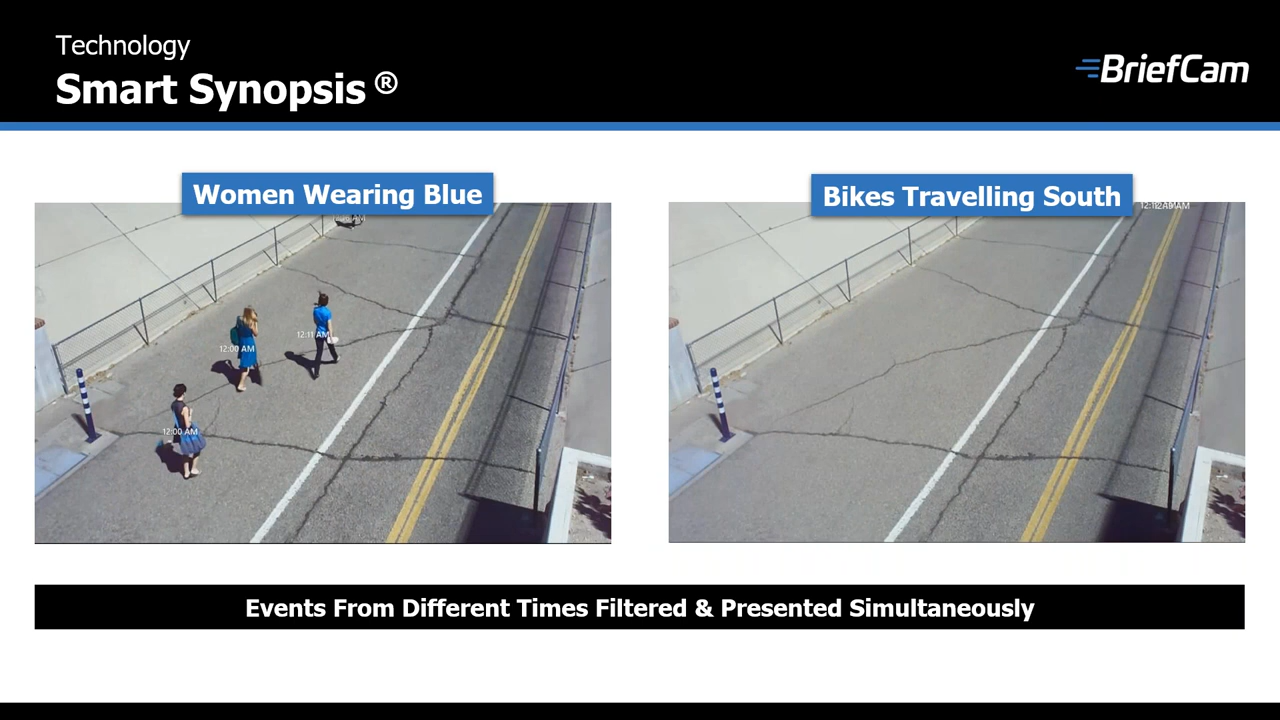 Technology
Smart Synopsis ®
BriefCam
Women Wearing Blue
Bikes Travelling South
12:11 AM
12:00 AM
12:00 AM
Events From Different Times Filtered & Presented Simultaneously